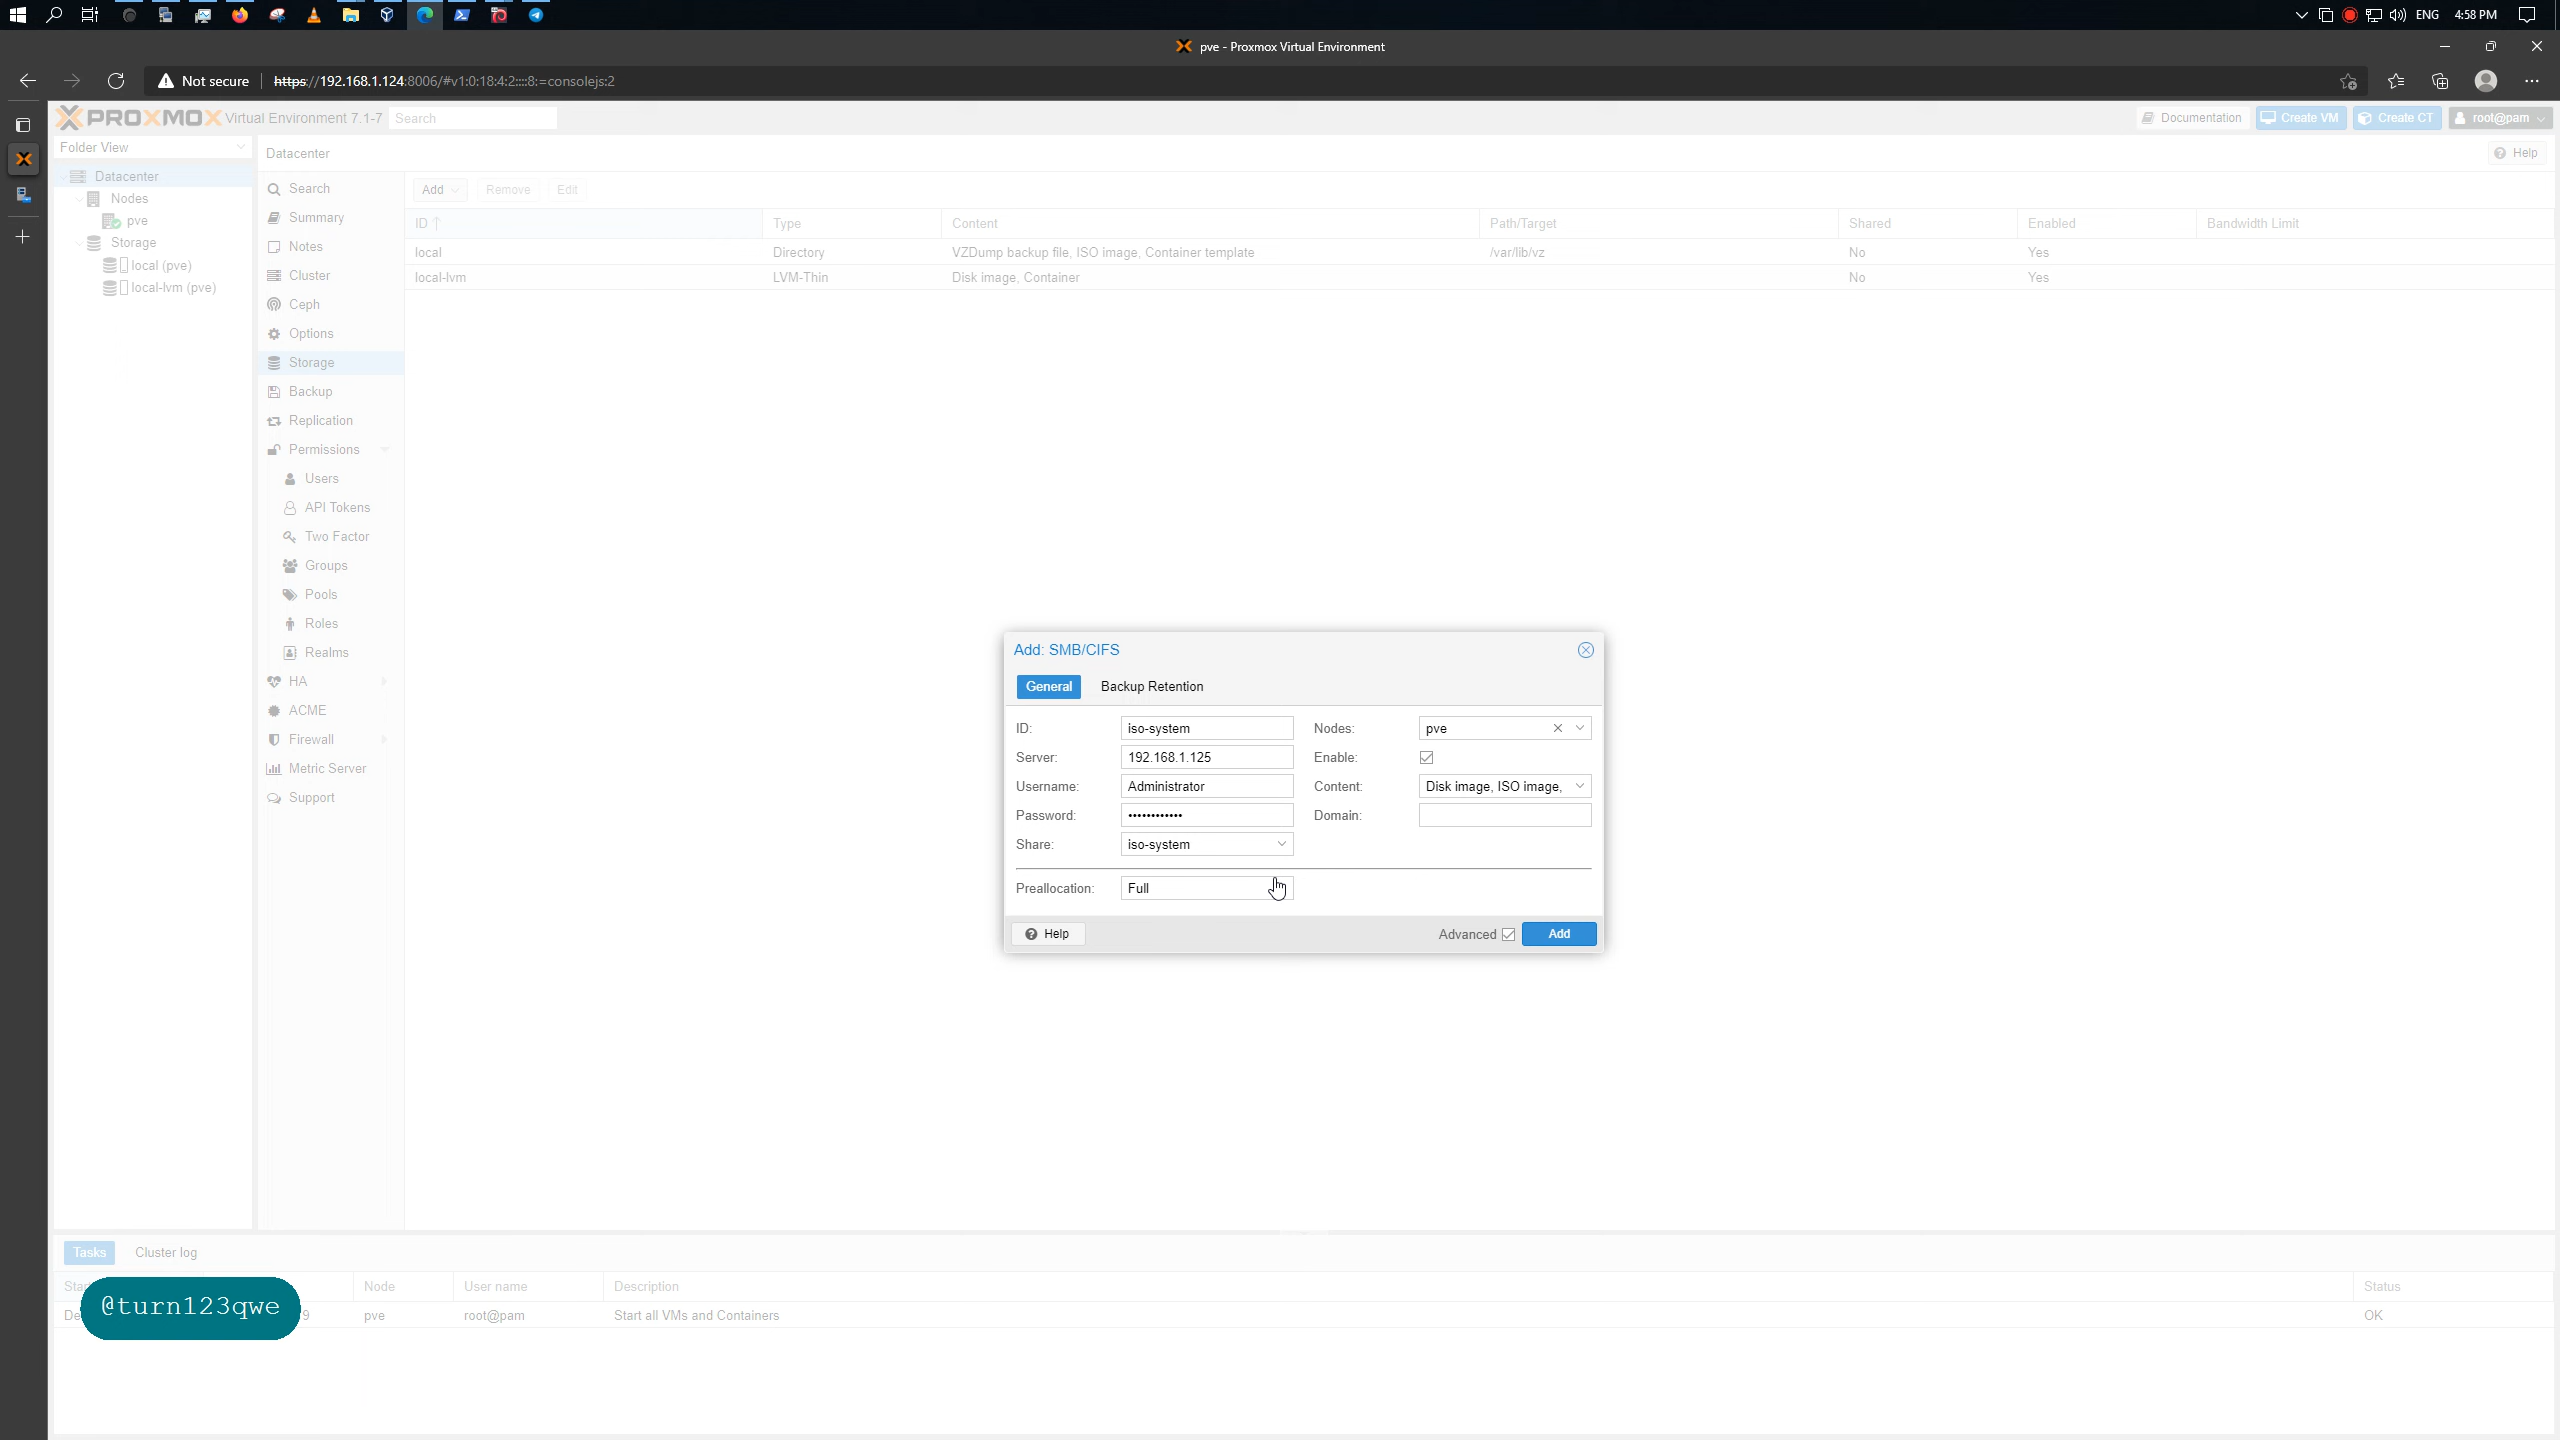 ENG 4:58 PM
pve - Proxmox Virtual Environment
Not secure https://192.168.1.124:8006/#v1:0:18:4:2::::8:=consolejs:2
PROXMOX Virtual Environment 7.1-7 Search Documentation Create VM Create CT root@pam
Folder View
Datacenter
Nodes
pve
Storage
local (pve)
local-lvm (pve)
Datacenter Help
Search
Summary
Notes
Cluster
Ceph
Options
Storage
Backup
Replication
Permissions
Users
API Tokens
Two Factor
Groups
Pools
Roles
Realms
HA
ACME
Firewall
Metric Server
Support
Add Remove Edit
ID Type Content Path/Target Shared Enabled Bandwidth Limit
local Directory VZDump backup file, ISO image, Container template /var/lib/vz No Yes
local-lvm LVM-Thin Disk image, Container No Yes
Add: SMB/CIFS
General Backup Retention
ID: iso-system Nodes: pve
Server: 192.168.1.125 Enable:
Username: Administrator Content: Disk image, ISO image,
Password: •••••••••••• Domain:
Share: iso-system
Preallocation: Full
Help Advanced Add
Tasks Cluster log
Node User name Description Status
pve root@pam Start all VMs and Containers OK
@turn123qwe